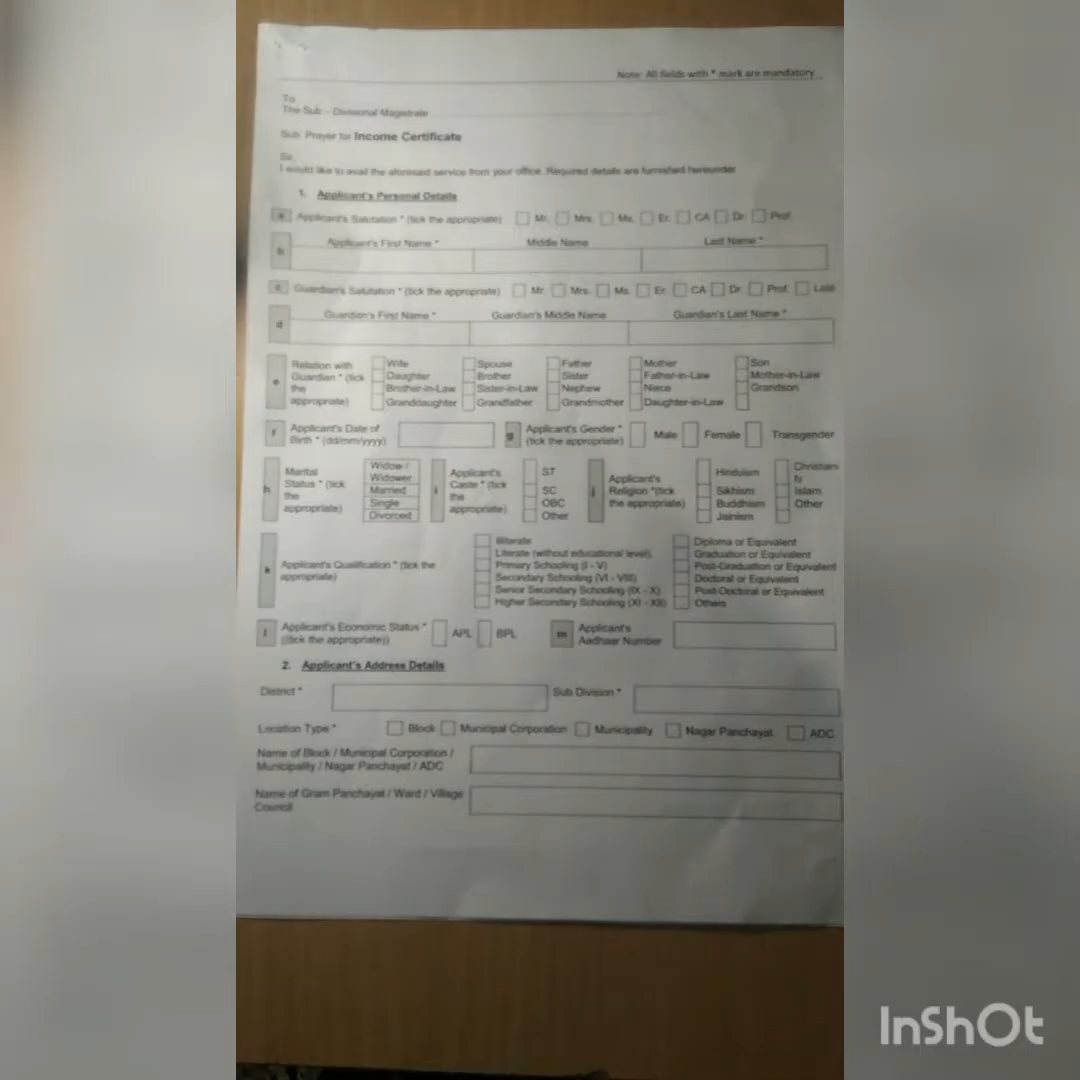 Note: All fields with * mark are mandatory
To
The Sub – Divisional Magistrate
Sub: Prayer for Income Certificate
Sir,
I would like to avail the aforesaid service from your office. Required details are furnished hereunder
1. Applicant's Personal Details
a Applicant's Salutation * (tick the appropriate) Mr. Mrs. Ms. Er. CA Dr. Prof.
Applicant's First Name * Middle Name Last Name *
b
c Guardian's Salutation * (tick the appropriate) Mr. Mrs. Ms. Er. CA Dr. Prof. Late
Guardian's First Name * Guardian's Middle Name Guardian's Last Name *
d
e Relation with Guardian * (tick the appropriate)
Wife Spouse Father Mother Son
Daughter Brother Sister Father-in-Law Mother-in-Law
Brother-in-Law Sister-in-Law Nephew Niece Grandson
Granddaughter Grandfather Grandmother Daughter-in-Law
f Applicant's Date of Birth * (dd/mm/yyyy)
g Applicant's Gender * (tick the appropriate) Male Female Transgender
h Marital Status * (tick the appropriate)
Widow / Widower
Married
Single
Divorced
i Applicant's Caste * (tick the appropriate)
ST
SC
OBC
Other
j Applicant's Religion *(tick the appropriate)
Hinduism Christianity
Sikhism Islam
Buddhism Other
Jainism
k Applicant's Qualification * (tick the appropriate)
Illiterate Diploma or Equivalent
Literate (without educational level) Graduation or Equivalent
Primary Schooling (I - V) Post-Graduation or Equivalent
Secondary Schooling (VI - VIII) Doctoral or Equivalent
Senior Secondary Schooling (IX - X) Post-Doctoral or Equivalent
Higher Secondary Schooling (XI - XII) Others
l Applicant's Economic Status * ((tick the appropriate)) APL BPL
m Applicant's Aadhaar Number
2. Applicant's Address Details
District * Sub Division *
Location Type * Block Municipal Corporation Municipality Nagar Panchayat ADC
Name of Block / Municipal Corporation /
Municipality / Nagar Panchayat / ADC
Name of Gram Panchayat / Ward / Village
Council
InShOt